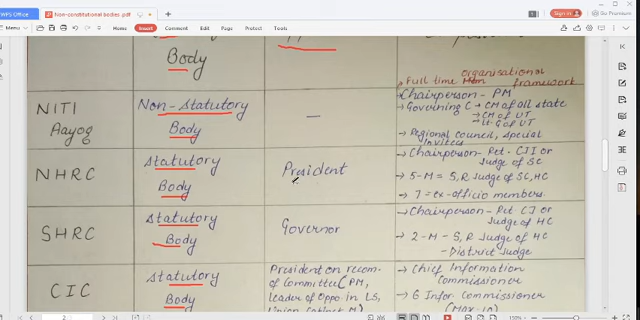 WPS Office
Non-constitutional bodies .pdf
Sign in
Menu
Home
Insert
Comment
Edit
Page
Protect
Tools
Body
organisational
Full time framework
NITI Aayog
Non-Statutory Body
—
Chairperson - PM
Governing C → CM of all state
→ CM of UT
→ Lt. G of UT
Regional council, special invitees
NHRC
Statutory Body
President
→ Chairperson - Ret CJI or Judge of SC
→ 5-M = S, R Judge of SC, HC
→ 7 = ex-officio members.
SHRC
Statutory Body
Governor
→ Chairperson - Ret CJ or Judge of HC
→ 2-M - S, R Judge of HC
- District Judge
CIC
Statutory Body
President on recom. of Committee (PM, leader of Oppo in LS,
→ Chief Information Commissioner
→ 6 Infor Commissioner
2